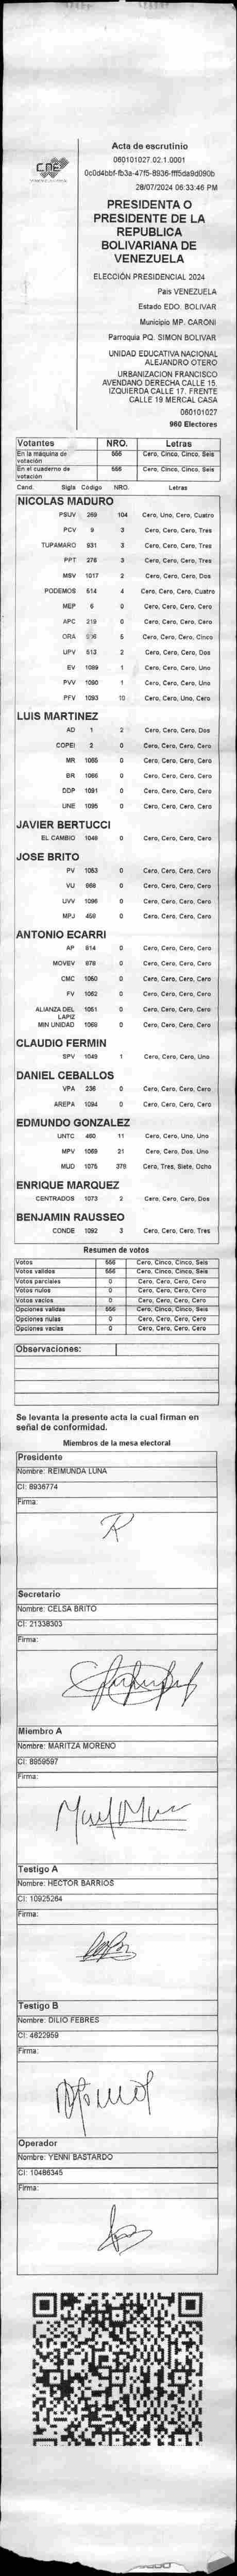 CNE
Acta de escrutinio
060101027.02.1.0001
28/07/2024 06:33:46 PM
PRESIDENTA O
PRESIDENTE DE LA
REPUBLICA
BOLIVARIANA DE
VENEZUELA
ELECCIÓN PRESIDENCIAL 2024
País VENEZUELA
Estado EDO. BOLIVAR
Municipio MP. CARONI
Parroquia PQ. SIMON BOLIVAR
UNIDAD EDUCATIVA NACIONAL
ALEJANDRO OTERO
URBANIZACION FRANCISCO
AVENDANO DERECHA CALLE 15.
IZQUIERDA CALLE 17. FRENTE
CALLE 19 MERCAL CASA
060101027
960 Electores
Votantes NRO. Letras
En la máquina de votación 556 Cero, Cinco, Cinco, Seis
En el cuaderno de votación 556 Cero, Cinco, Cinco, Seis
Cand. Sigla Código NRO. Letras
NICOLAS MADURO
PSUV 269 104 Cero, Uno, Cero, Cuatro
PCV 9 3 Cero, Cero, Cero, Tres
TUPAMARO 931 3 Cero, Cero, Cero, Tres
PPT 276 3 Cero, Cero, Cero, Tres
MSV 1017 2 Cero, Cero, Cero, Dos
PODEMOS 514 4 Cero, Cero, Cero, Cuatro
MEP 6 0 Cero, Cero, Cero, Cero
APC 219 0 Cero, Cero, Cero, Cero
ORA 5 Cero, Cero, Cero, Cinco
UPV 513 2 Cero, Cero, Cero, Dos
EV 1089 1 Cero, Cero, Cero, Uno
PVV 1090 1 Cero, Cero, Cero, Uno
PFV 1093 10 Cero, Cero, Uno, Cero
LUIS MARTINEZ
AD 1 2 Cero, Cero, Cero, Dos
COPEI 2 0 Cero, Cero, Cero, Cero
MR 1065 0 Cero, Cero, Cero, Cero
BR 1066 0 Cero, Cero, Cero, Cero
DDP 1091 0 Cero, Cero, Cero, Cero
UNE 1095 0 Cero, Cero, Cero, Cero
JAVIER BERTUCCI
EL CAMBIO 1048 0 Cero, Cero, Cero, Cero
JOSE BRITO
PV 1053 0 Cero, Cero, Cero, Cero
VU 968 0 Cero, Cero, Cero, Cero
UVV 1096 0 Cero, Cero, Cero, Cero
MPJ 458 0 Cero, Cero, Cero, Cero
ANTONIO ECARRI
AP 814 0 Cero, Cero, Cero, Cero
MOVEV 978 0 Cero, Cero, Cero, Cero
CMC 1050 0 Cero, Cero, Cero, Cero
FV 1052 0 Cero, Cero, Cero, Cero
ALIANZA DEL LAPIZ 1051 0 Cero, Cero, Cero, Cero
MIN UNIDAD 1068 0 Cero, Cero, Cero, Cero
CLAUDIO FERMIN
SPV 1049 1 Cero, Cero, Cero, Uno
DANIEL CEBALLOS
VPA 236 0 Cero, Cero, Cero, Cero
AREPA 1094 0 Cero, Cero, Cero, Cero
EDMUNDO GONZALEZ
UNTC 460 11 Cero, Cero, Uno, Uno
MPV 1069 21 Cero, Cero, Dos, Uno
MUD 1075 378 Cero, Tres, Siete, Ocho
ENRIQUE MARQUEZ
CENTRADOS 1073 2 Cero, Cero, Cero, Dos
BENJAMIN RAUSSEO
CONDE 1092 3 Cero, Cero, Cero, Tres
Resumen de votos
Votos 556 Cero, Cinco, Cinco, Seis
Votos validos 556 Cero, Cinco, Cinco, Seis
Votos parciales 0 Cero, Cero, Cero, Cero
Votos nulos 0 Cero, Cero, Cero, Cero
Votos vacios 0 Cero, Cero, Cero, Cero
Opciones validas 556 Cero, Cinco, Cinco, Seis
Opciones nulas 0 Cero, Cero, Cero, Cero
Opciones vacias 0 Cero, Cero, Cero, Cero
Observaciones:
Se levanta la presente acta la cual firman en
señal de conformidad.
Miembros de la mesa electoral
Presidente
Nombre: REIMUNDA LUNA
CI: 8936774
Firma:
Secretario
Nombre: CELSA BRITO
CI: 21338303
Firma:
Miembro A
Nombre: MARITZA MORENO
CI: 8959597
Firma:
Testigo A
Nombre: HECTOR BARRIOS
CI: 10925264
Firma:
Testigo B
Nombre: DILIO FEBRES
CI: 4622959
Firma:
Operador
Nombre: YENNI BASTARDO
CI: 10486345
Firma: